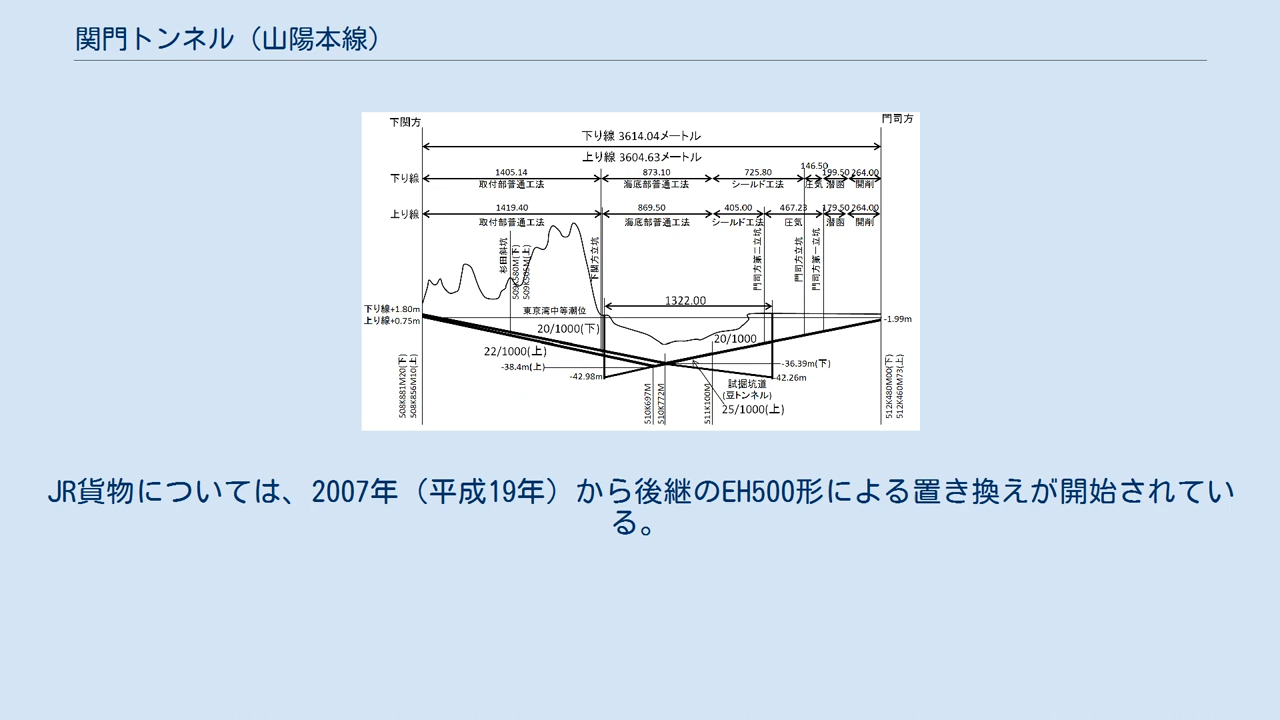 関門トンネル（山陽本線）
下関方
門司方
下り線 3614.04メートル
上り線 3604.63メートル
下り線
1405.14
873.10
725.80
146.50
199.50
264.00
取付部普通工法
海底部普通工法
シールド工法
圧気
潜函
開削
上り線
1419.40
869.50
405.00
467.23
179.50
264.00
取付部普通工法
海底部普通工法
シールド工法
圧気
潜函
開削
杉田斜坑
509K580M(下)
509K565M(上)
下関方立坑
門司方第二立坑
門司方立坑
門司方第一立坑
1322.00
下り線+1.80m
上り線+0.75m
東京湾中等潮位
-1.99m
20/1000(下)
22/1000(上)
20/1000
-38.4m(上)
-42.98m
-36.39m(下)
-42.26m
試掘坑道
(豆トンネル)
25/1000(上)
508K881M20(下)
508K856M10(上)
510K697M
510K772M
511K100M
512K480M00(下)
512K460M73(上)
JR貨物については、2007年（平成19年）から後継のEH500形による置き換えが開始されてい
る。